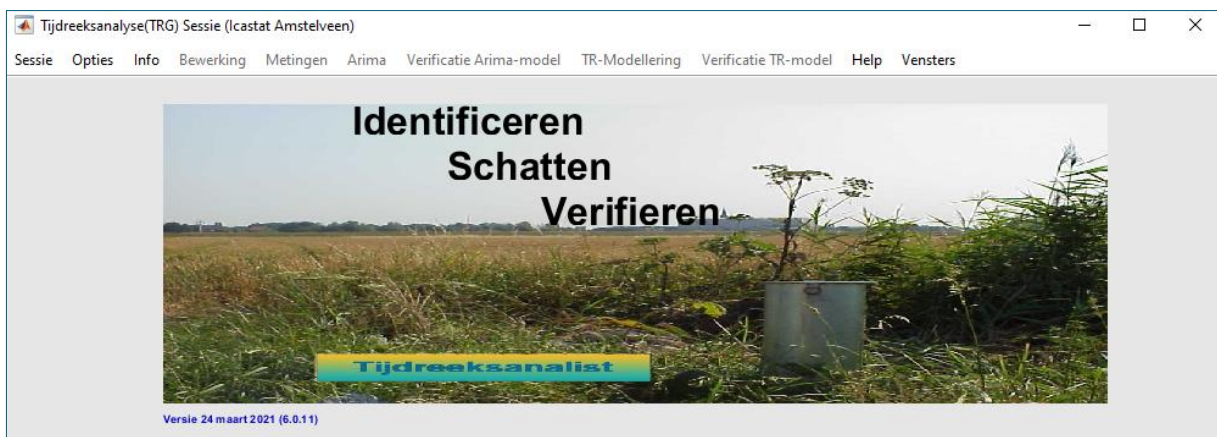 Tijdreeksanalyse(TRG) Sessie (Icastat Amstelveen)
Sessie Opties Info Bewerking Metingen Arima Verificatie Arima-model TR-Modellering Verificatie TR-model Help Vensters
Identificeren
Schatten
Verifieren
Tijdreeksanalist
Versie 24 maart 2021 (6.0.11)